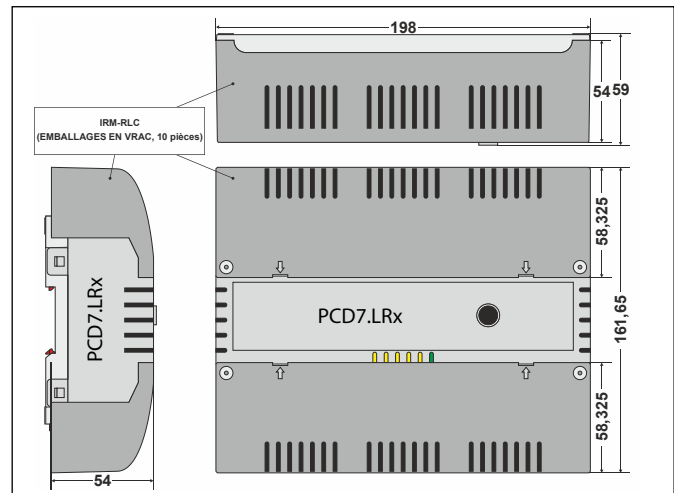 198
54
59
IRM-RLC
(EMBALLAGES EN VRAC, 10 pièces)
58,325
PCD7.LRx
PCD7.LRx
161,65
58,325
54